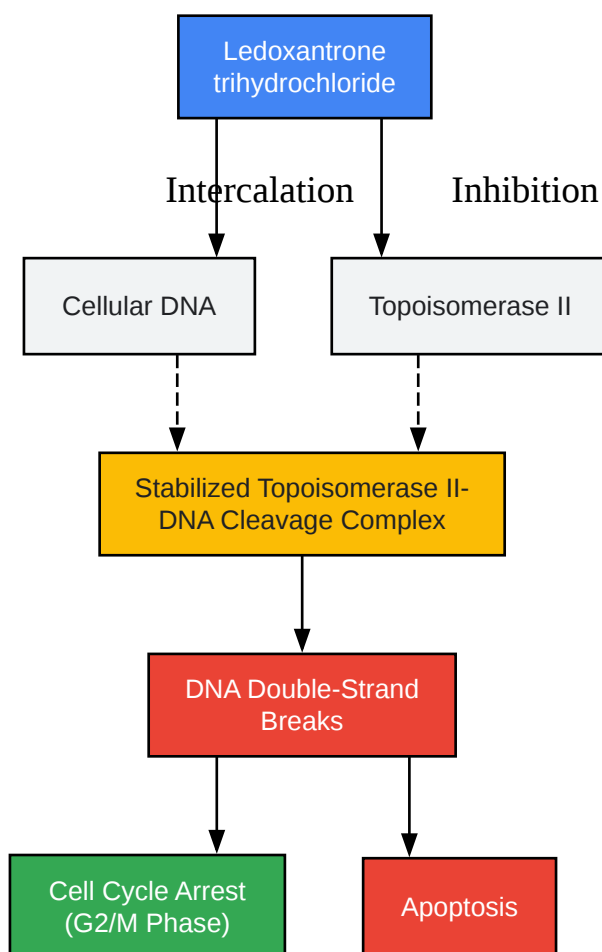 Ledoxantrone
trihydrochloride
Intercalation
Inhibition
Cellular DNA
Topoisomerase II
Stabilized Topoisomerase II-
DNA Cleavage Complex
DNA Double-Strand
Breaks
Cell Cycle Arrest
(G2/M Phase)
Apoptosis